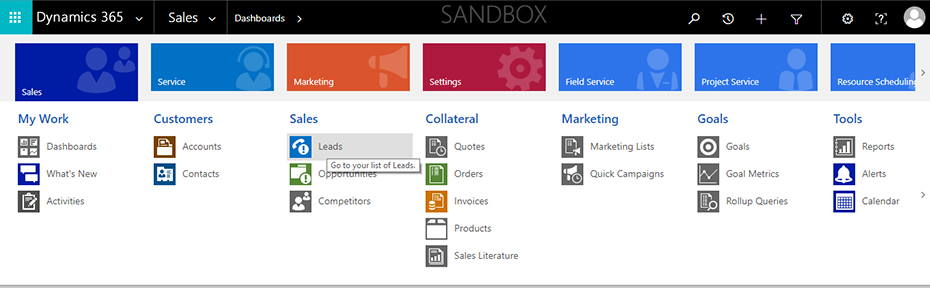 Dynamics 365 Sales Dashboards SANDBOX
Sales Service Marketing Settings Field Service Project Service Resource Scheduling
My Work Customers Sales Collateral Marketing Goals Tools
Dashboards Accounts Leads Quotes Marketing Lists Goals Reports
Go to your list of Leads
What's New Contacts Opportunities Orders Quick Campaigns Goal Metrics Alerts
Activities Competitors Invoices Rollup Queries Calendar
Products
Sales Literature